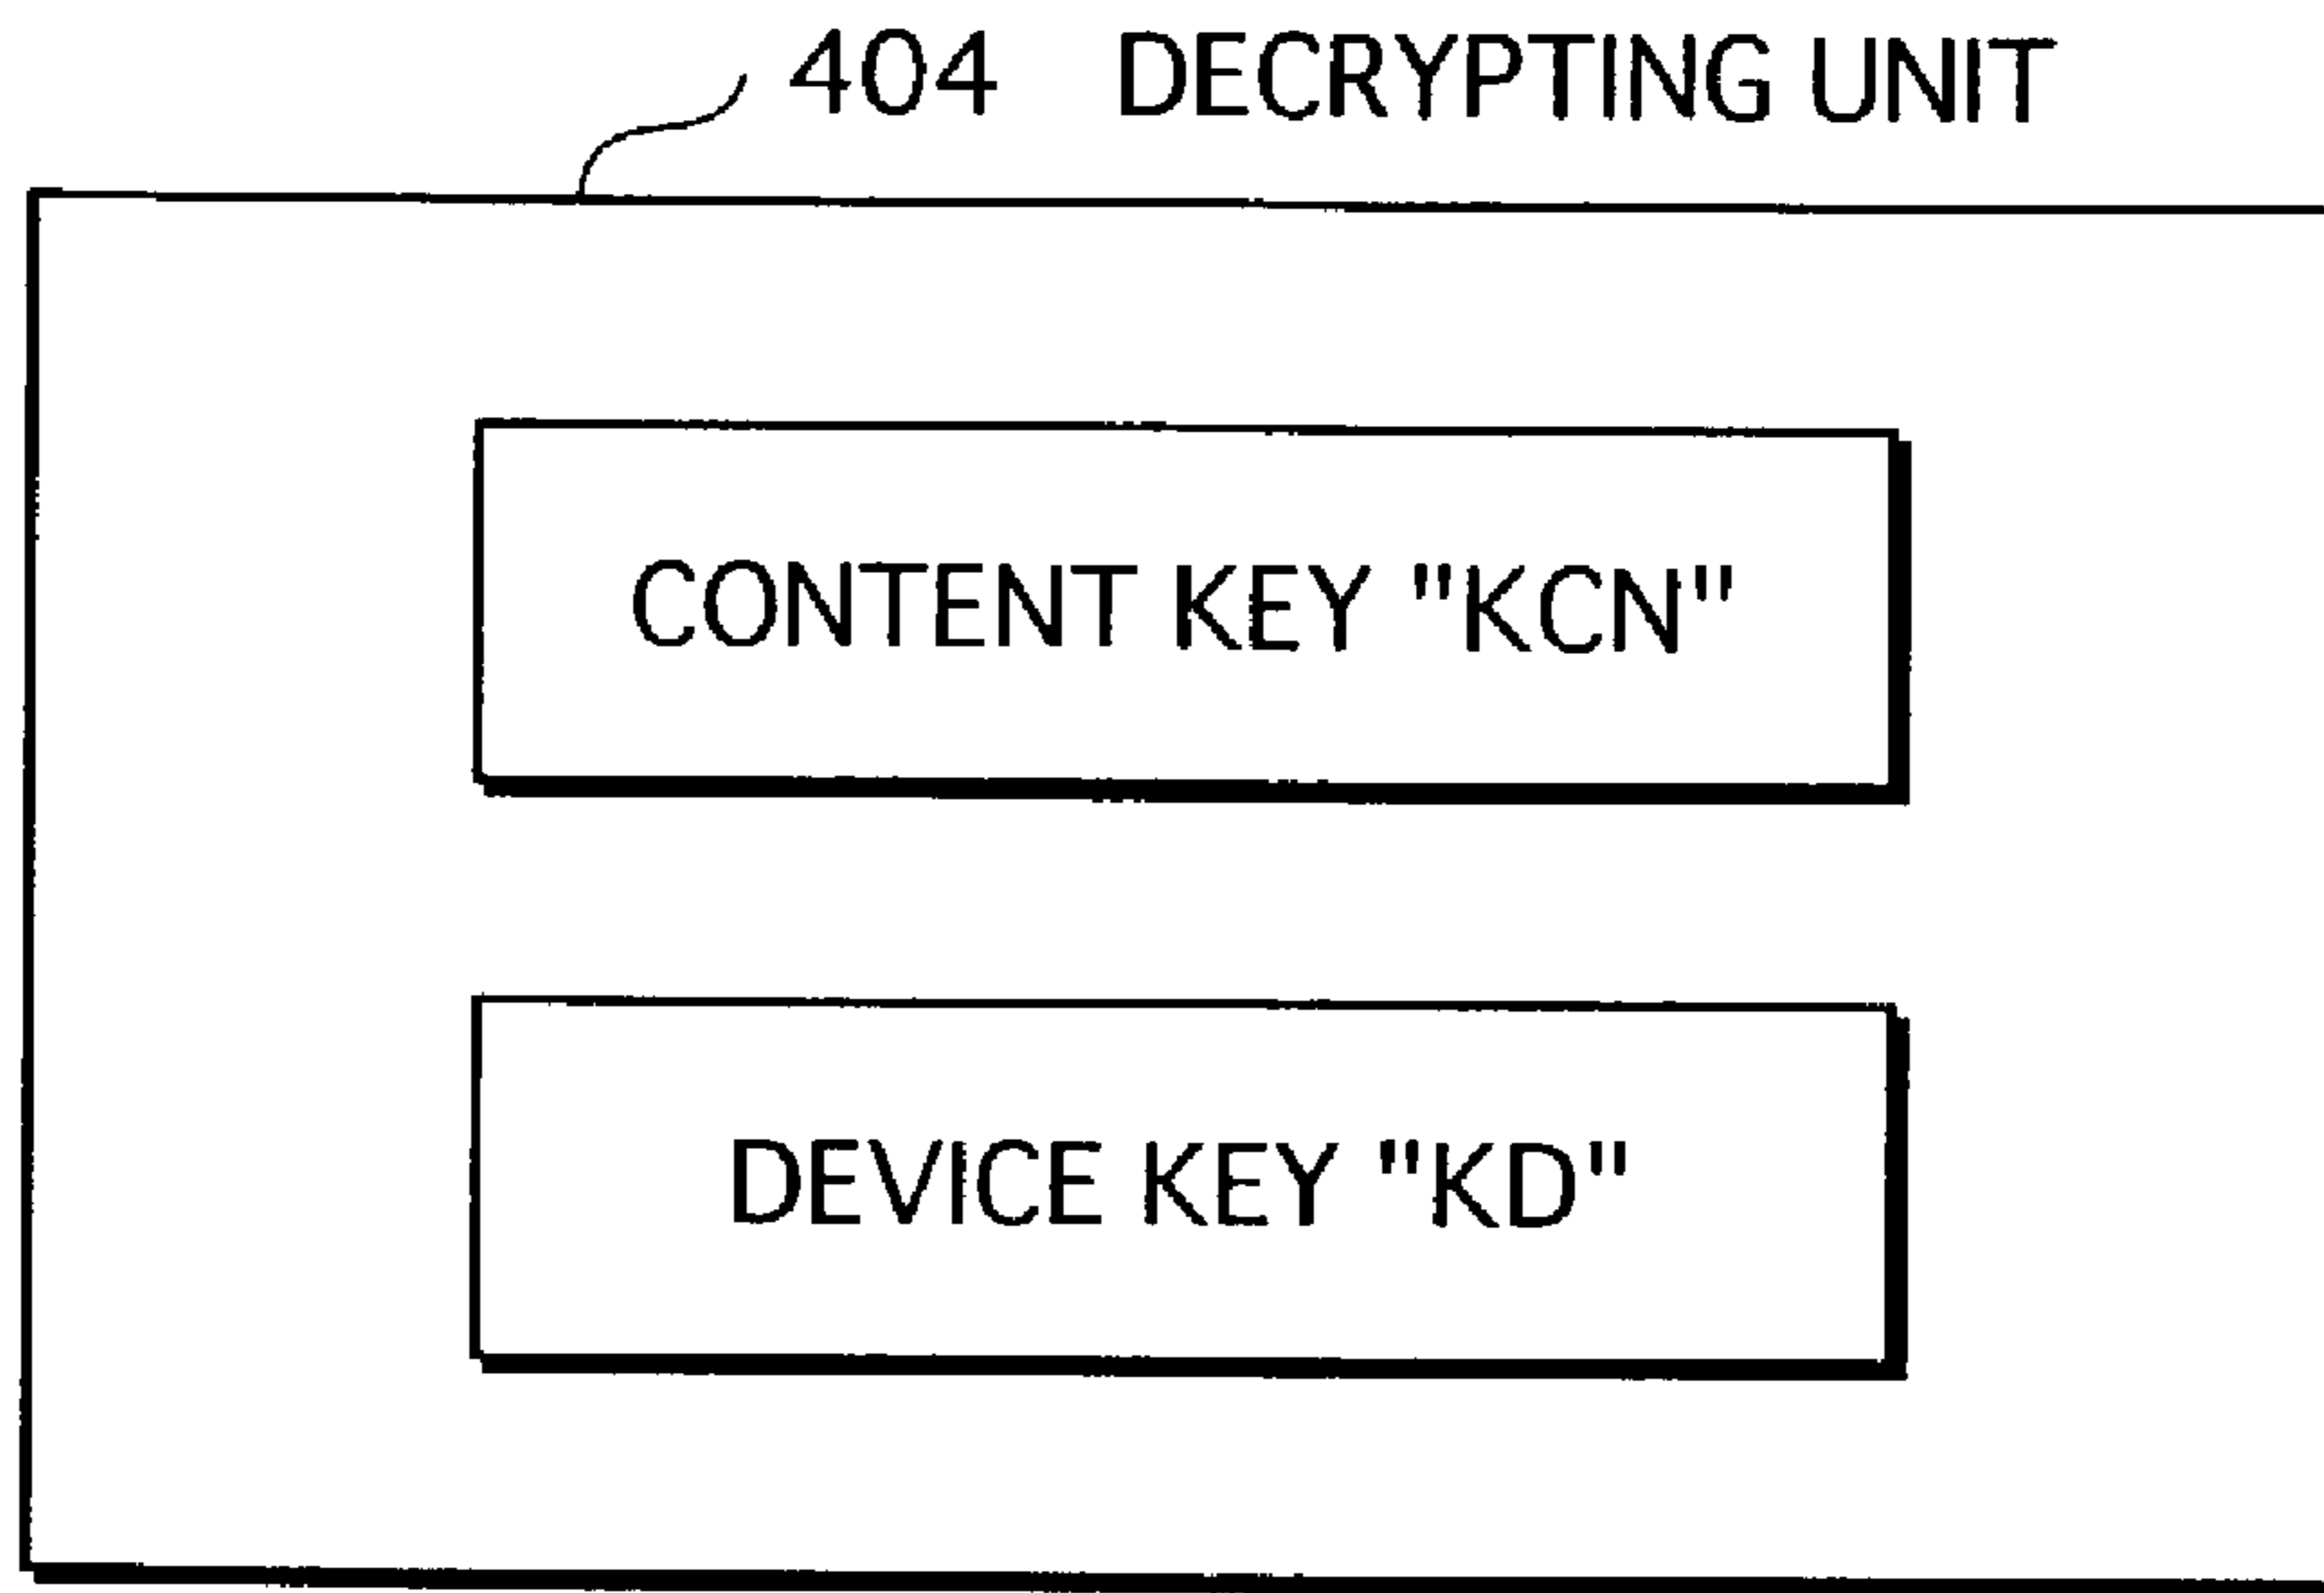 404 DECRYPTING UNIT
CONTENT KEY "KCN"
DEVICE KEY "KD"